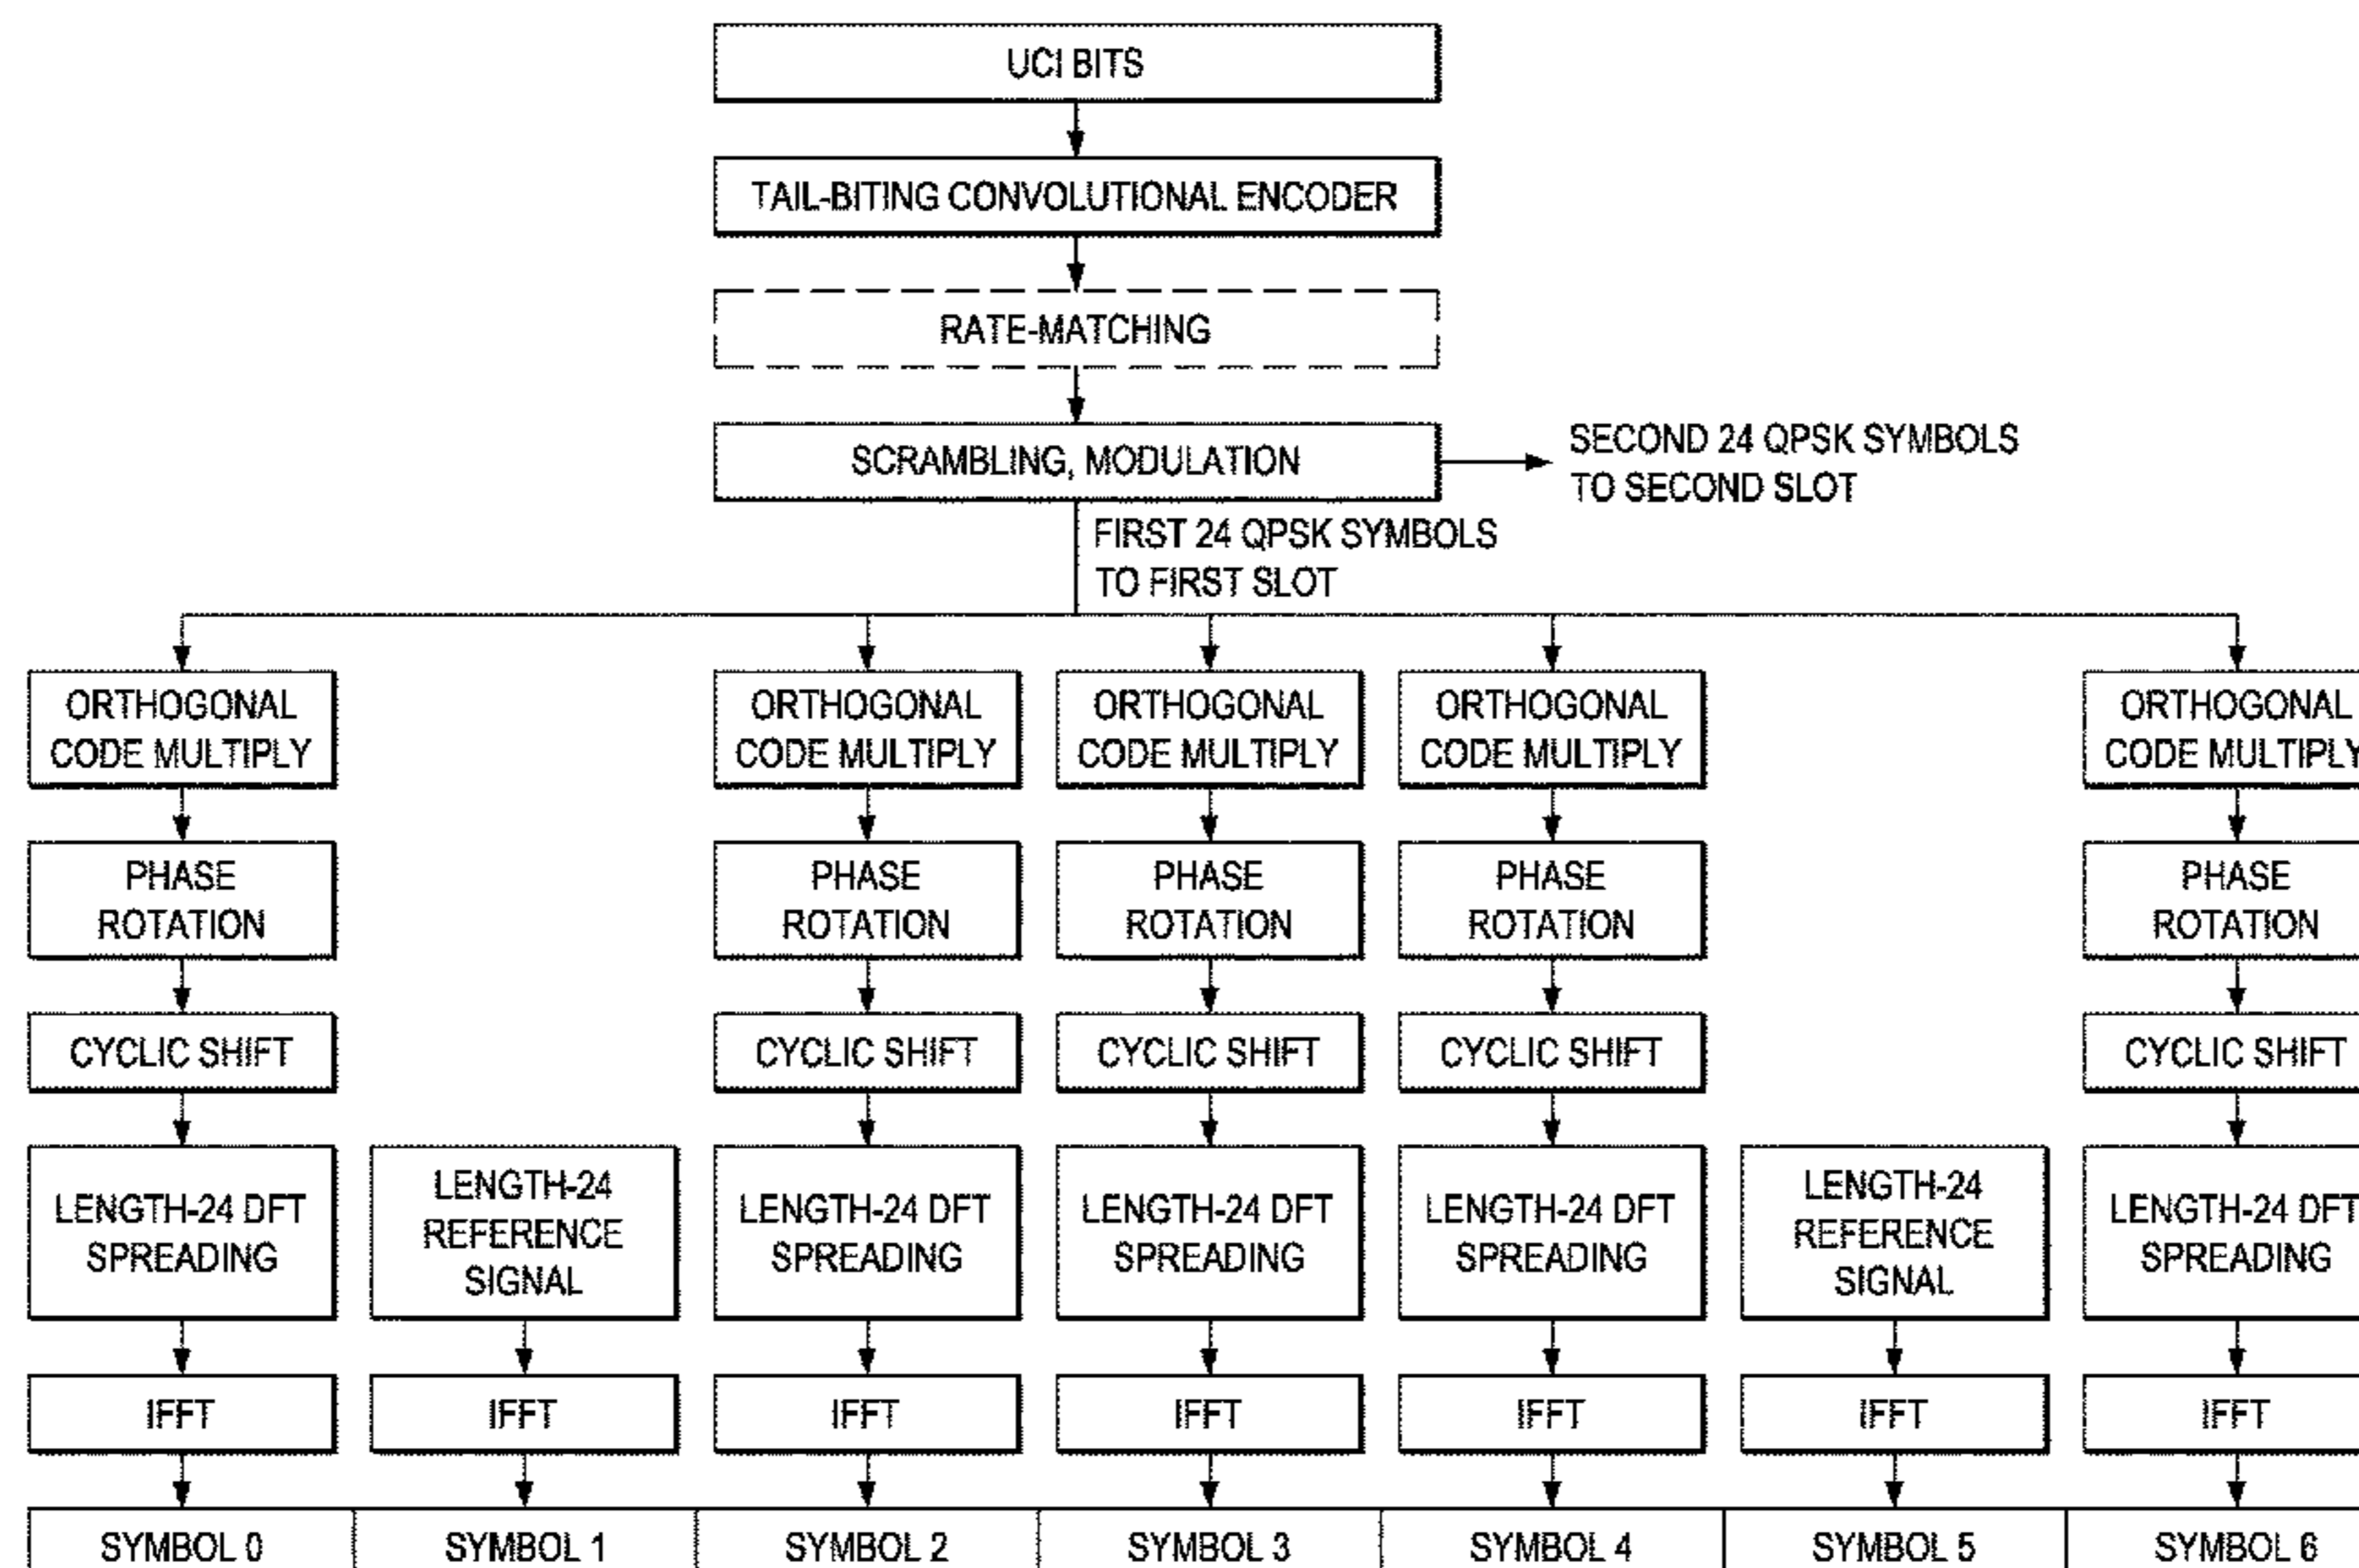 UCI BITS
TAIL-BITING CONVOLUTIONAL ENCODER
RATE-MATCHING
SCRAMBLING, MODULATION
SECOND 24 QPSK SYMBOLS
TO SECOND SLOT
FIRST 24 QPSK SYMBOLS
TO FIRST SLOT
ORTHOGONAL
CODE MULTIPLY
ORTHOGONAL
CODE MULTIPLY
ORTHOGONAL
CODE MULTIPLY
ORTHOGONAL
CODE MULTIPLY
ORTHOGONAL
CODE MULTIPLY
PHASE
ROTATION
PHASE
ROTATION
PHASE
ROTATION
PHASE
ROTATION
PHASE
ROTATION
CYCLIC SHIFT
CYCLIC SHIFT
CYCLIC SHIFT
CYCLIC SHIFT
CYCLIC SHIFT
LENGTH-24 DFT
SPREADING
LENGTH-24
REFERENCE
SIGNAL
LENGTH-24 DFT
SPREADING
LENGTH-24 DFT
SPREADING
LENGTH-24 DFT
SPREADING
LENGTH-24
REFERENCE
SIGNAL
LENGTH-24 DFT
SPREADING
IFFT
IFFT
IFFT
IFFT
IFFT
IFFT
IFFT
SYMBOL 0
SYMBOL 1
SYMBOL 2
SYMBOL 3
SYMBOL 4
SYMBOL 5
SYMBOL 6